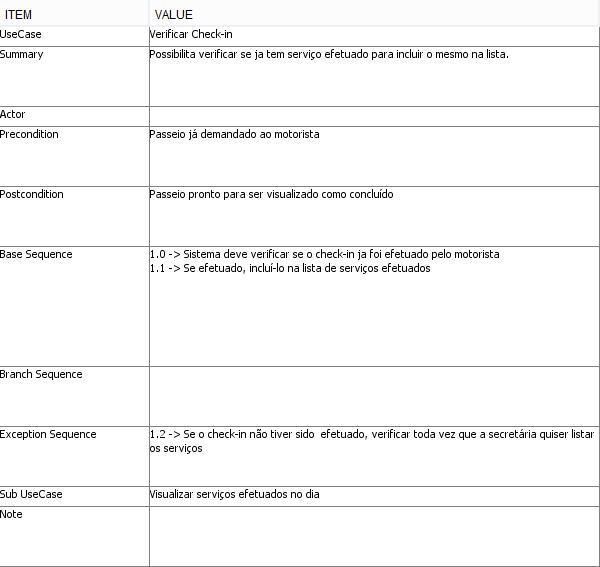 ITEM VALUE
UseCase Verificar Check-in
Summary Possibilita verificar se ja tem serviço efetuado para incluir o mesmo na lista.
Actor
Precondition Passeio já demandado ao motorista
Postcondition Passeio pronto para ser visualizado como concluído
Base Sequence 1.0 -> Sistema deve verificar se o check-in ja foi efetuado pelo motorista
1.1 -> Se efetuado, incluí-lo na lista de serviços efetuados
Branch Sequence
Exception Sequence 1.2 -> Se o check-in não tiver sido  efetuado, verificar toda vez que a secretária quiser listar
os serviços
Sub UseCase Visualizar serviços efetuados no dia
Note